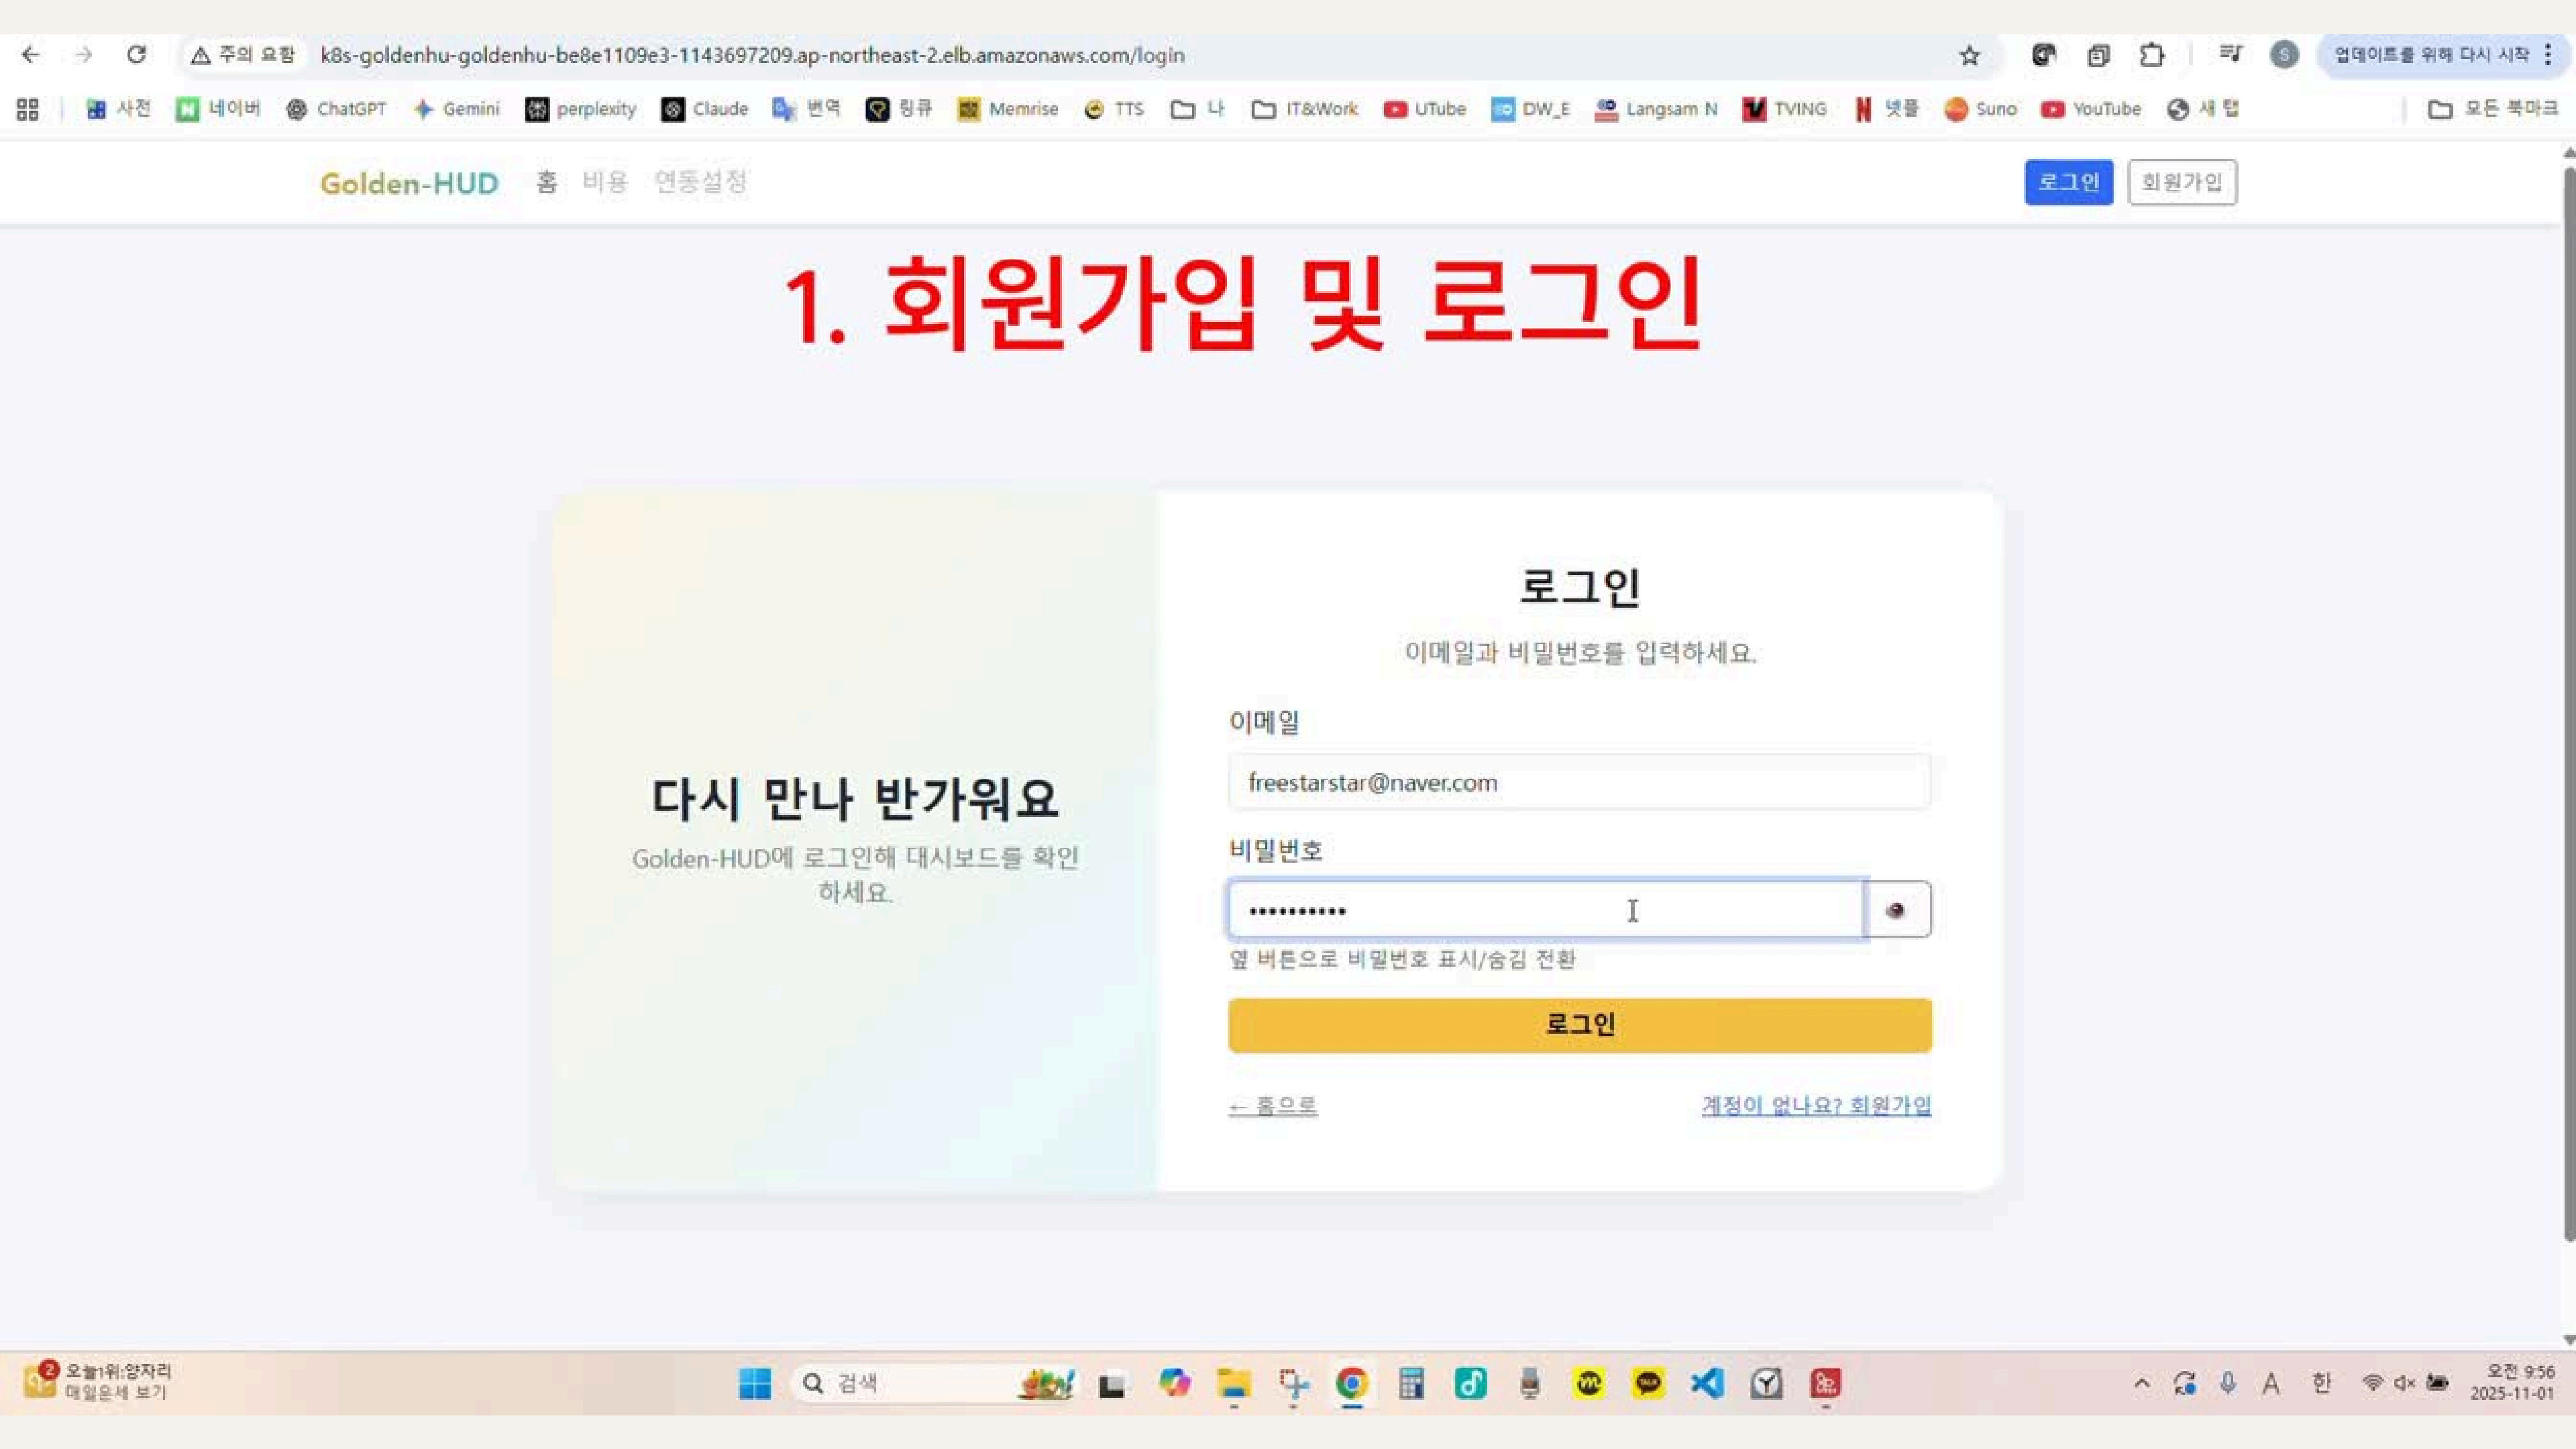 주의 요함 k8s-goldenhu-goldenhu-be8e1109e3-1143697209.ap-northeast-2.elb.amazonaws.com/login S 업데이트를 위해 다시 시작
사전 네이버 ChatGPT Gemini perplexity Claude 번역 링큐 Memrise TTS 나 IT&Work UTube DW_E Langsam N TVING 넷플 Suno YouTube 새 탭 모든 북마크
Golden-HUD 홈 비용 연동설정 로그인 회원가입
1. 회원가입 및 로그인
다시 만나 반가워요
Golden-HUD에 로그인해 대시보드를 확인
하세요.
로그인
이메일과 비밀번호를 입력하세요.
이메일
freestarstar@naver.com
비밀번호
••••••••••
옆 버튼으로 비밀번호 표시/숨김 전환
로그인
← 홈으로 계정이 없나요? 회원가입
2 오늘1위:양자리
매일운세 보기
검색
A 한
오전 9:56
2025-11-01